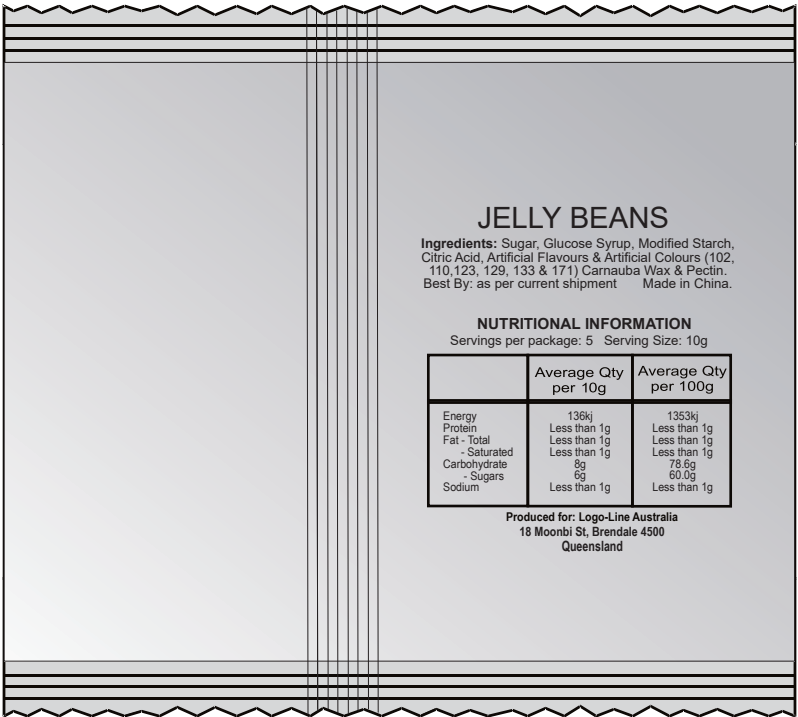 JELLY BEANS
Ingredients: Sugar, Glucose Syrup, Modified Starch,
Citric Acid, Artificial Flavours & Artificial Colours (102,
110,123, 129, 133 & 171) Carnauba Wax & Pectin.
Best By: as per current shipment Made in China.
NUTRITIONAL INFORMATION
Servings per package: 5 Serving Size: 10g
Average Qty per 10g Average Qty per 100g
Energy 136kj 1353kj
Protein Less than 1g Less than 1g
Fat - Total Less than 1g Less than 1g
- Saturated Less than 1g Less than 1g
Carbohydrate 8g 78.6g
- Sugars 6g 60.0g
Sodium Less than 1g Less than 1g
Produced for: Logo-Line Australia
18 Moonbi St, Brendale 4500
Queensland